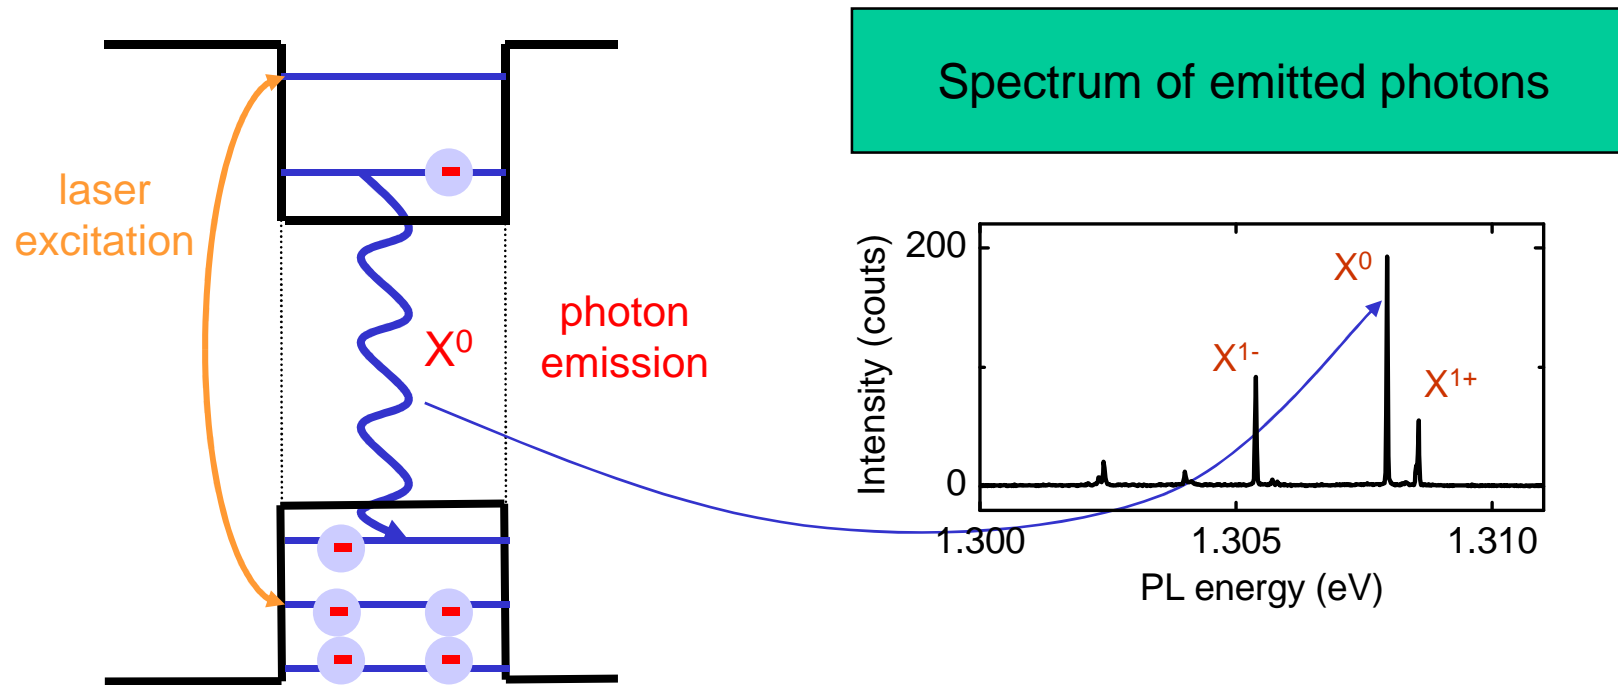 Spectrum of emitted photons
laser
excitation
X⁰
photon
emission
Intensity (couts)
200
0
X¹⁻
X⁰
X¹⁺
1.300
1.305
1.310
PL energy (eV)